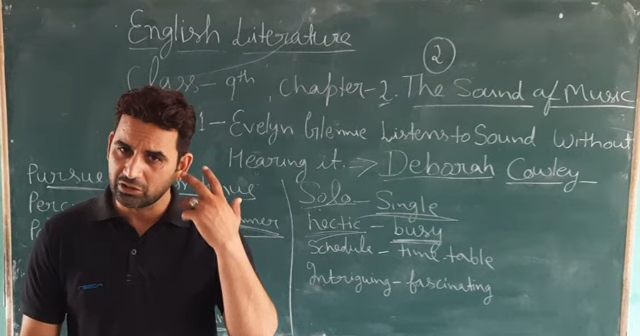 English Literature
2
Class - 9th, Chapter - 2. The Sound of Music
1 - Evelyn Glennie Listens to Sound Without
Hearing it. → Deborah Cowley
Pursue
Solo - Single
hectic - busy
Schedule - time-table
Intriguing - fascinating